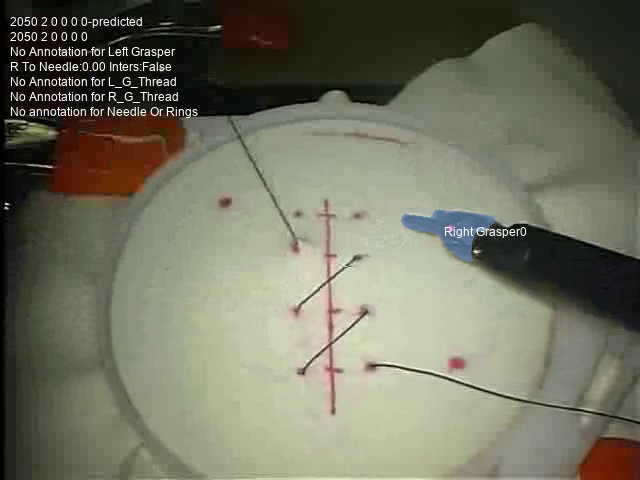 2050 2 0 0 0 0-predicted
2050 2 0 0 0 0
No Annotation for Left Grasper
R To Needle:0.00 Inters:False
No Annotation for L_G_Thread
No Annotation for R_G_Thread
No annotation for Needle Or Rings
Right Grasper0